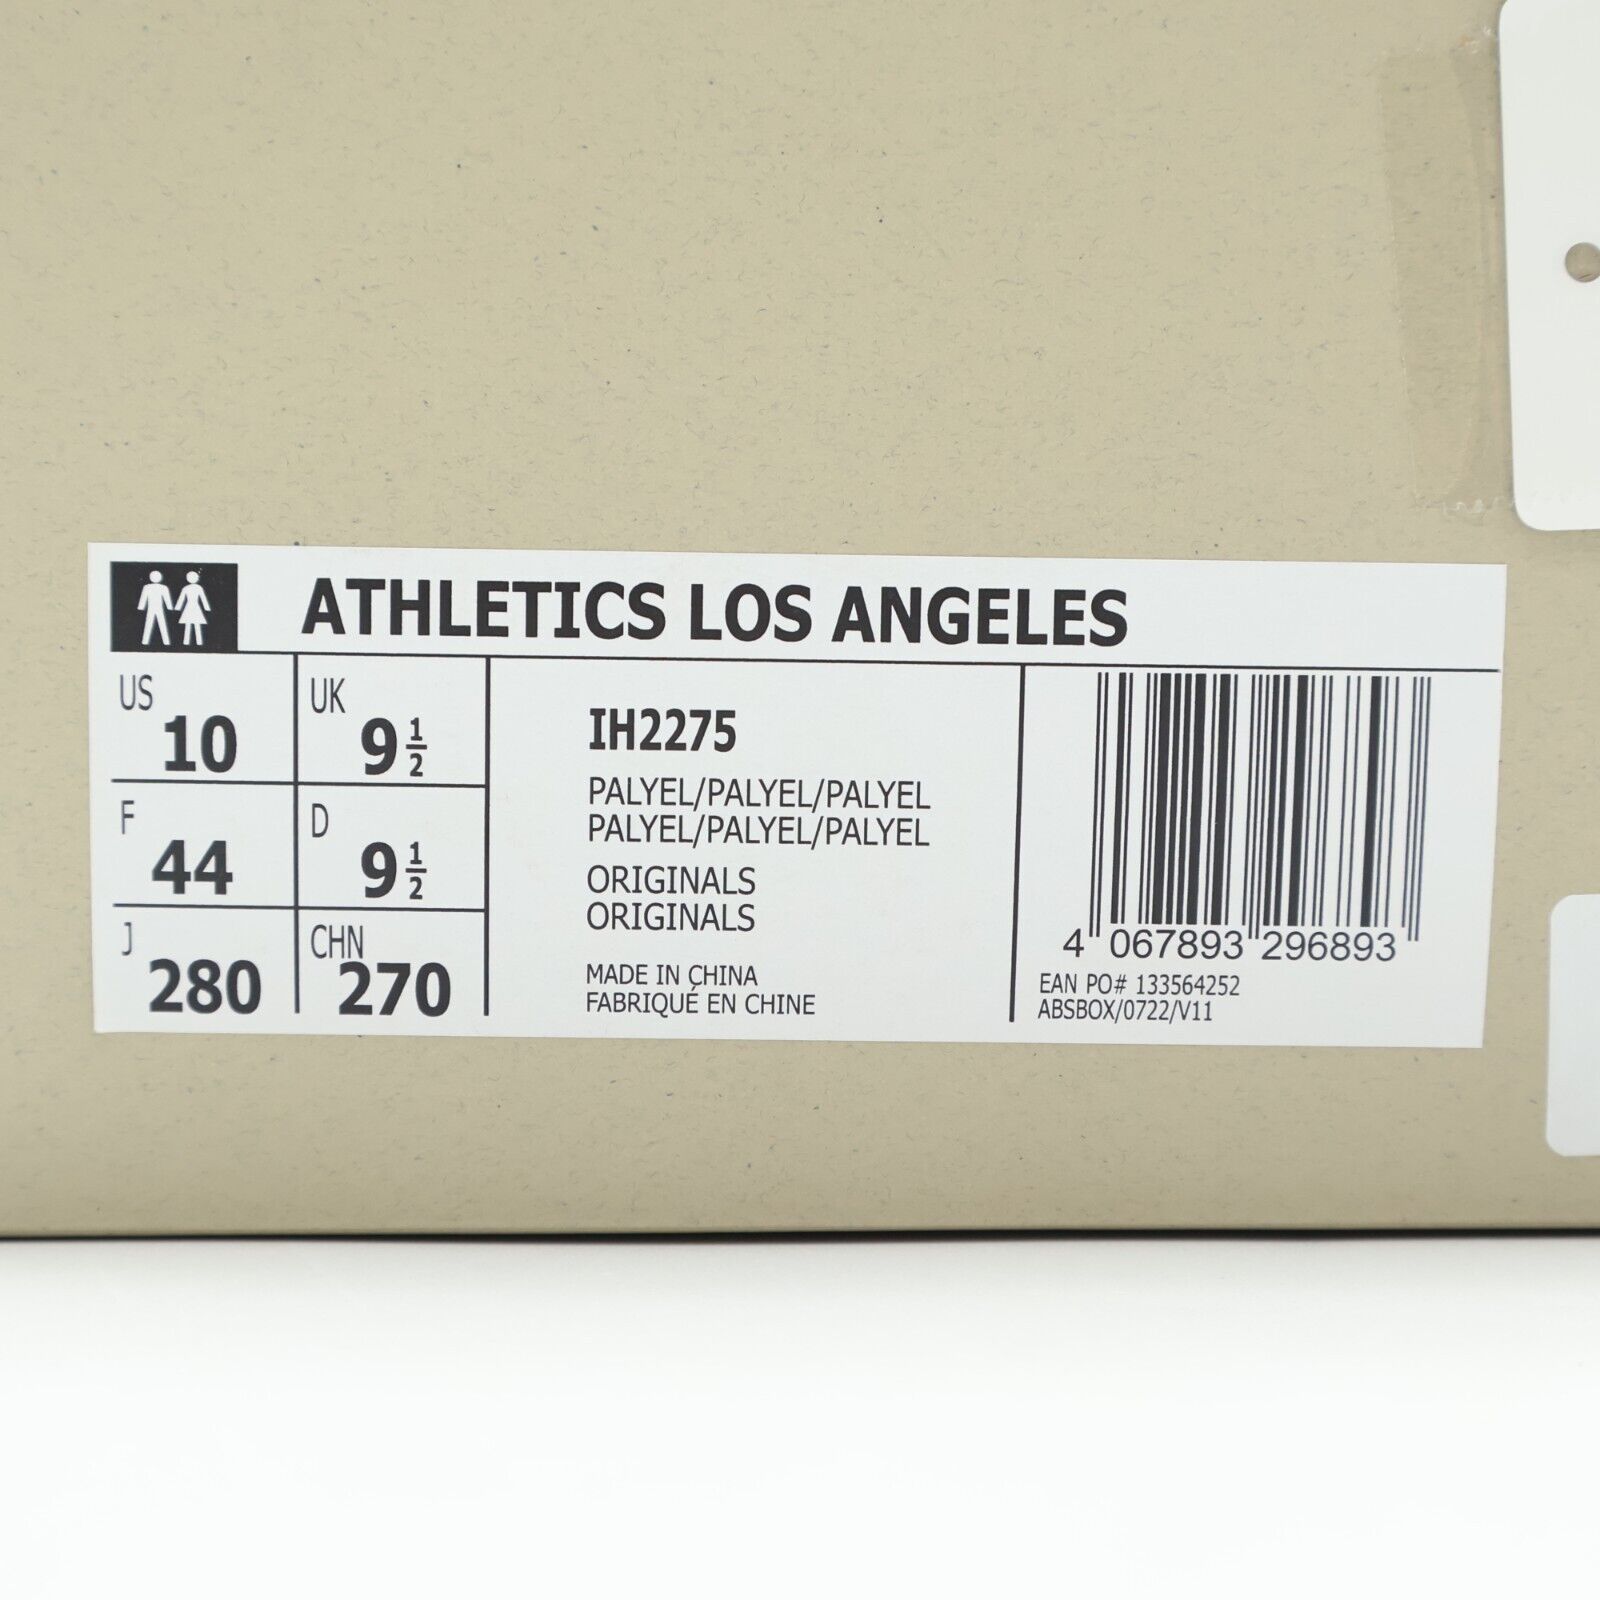 ATHLETICS LOS ANGELES
US 10
UK 9 1/2
F 44
D 9 1/2
J 280
CHN 270
IH2275
PALYEL/PALYEL/PALYEL
PALYEL/PALYEL/PALYEL
ORIGINALS
ORIGINALS
MADE IN CHINA
FABRIQUÉ EN CHINE
4 067893 296893
EAN PO# 133564252
ABSBOX/0722/V11